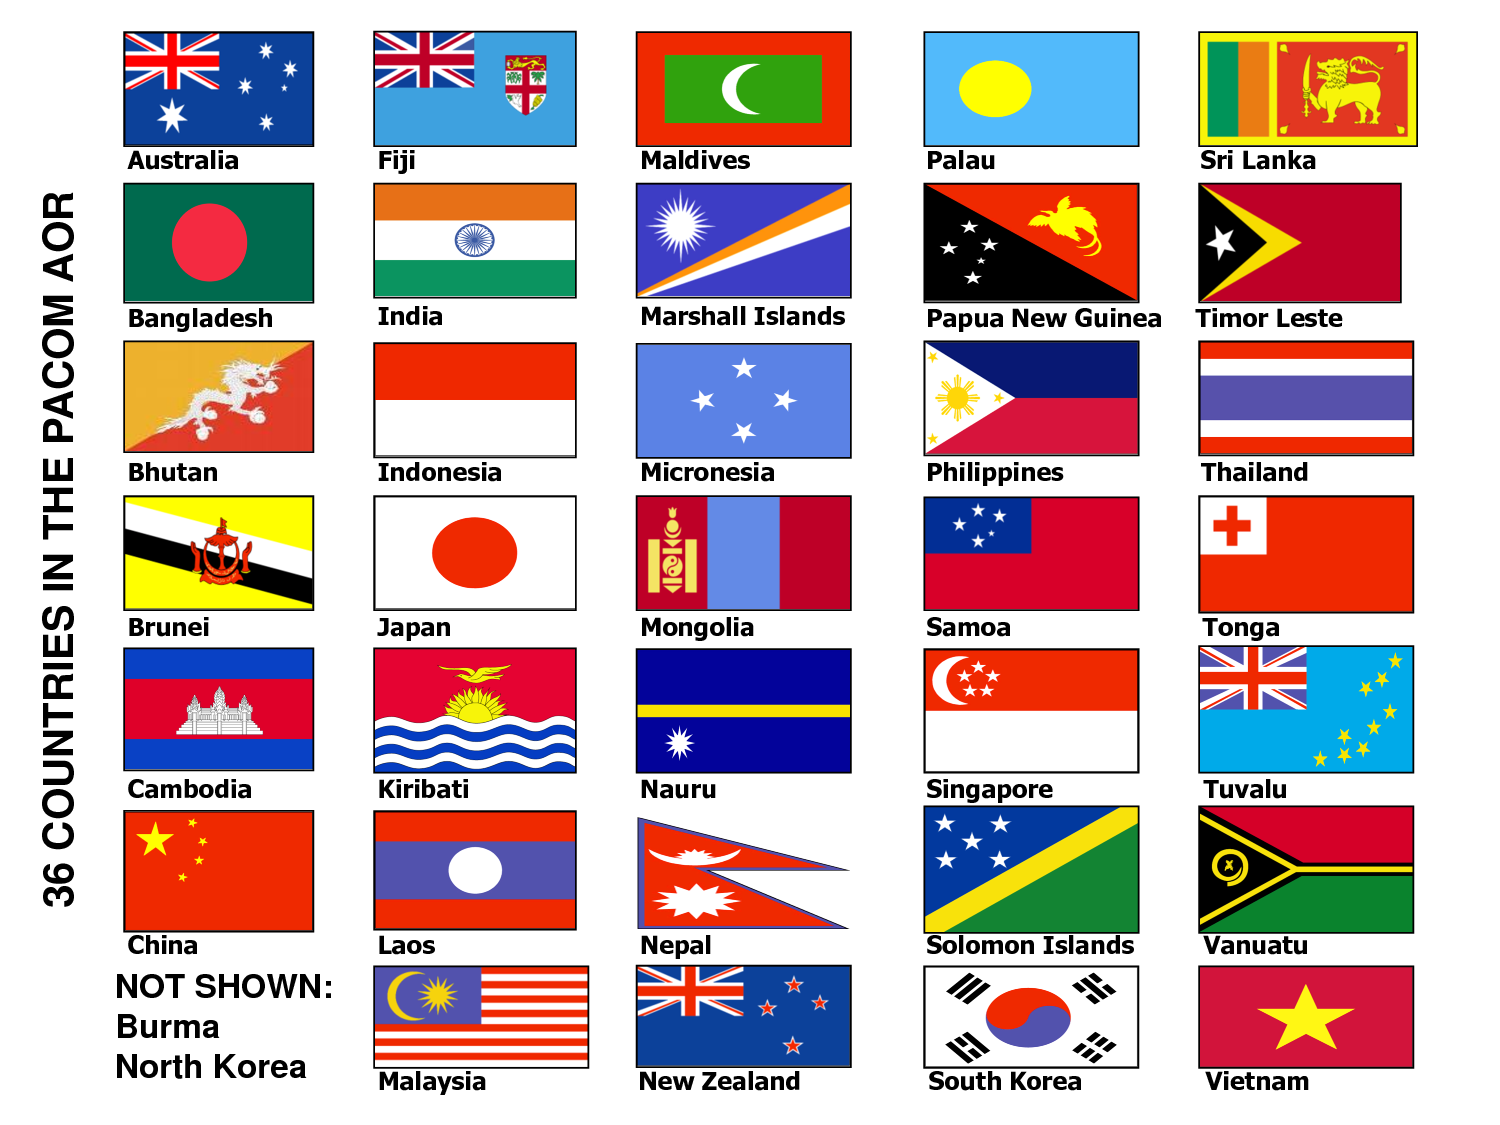 36 COUNTRIES IN THE PACOM AOR
Australia
Fiji
Maldives
Palau
Sri Lanka
Bangladesh
India
Marshall Islands
Papua New Guinea
Timor Leste
Bhutan
Indonesia
Micronesia
Philippines
Thailand
Brunei
Japan
Mongolia
Samoa
Tonga
Cambodia
Kiribati
Nauru
Singapore
Tuvalu
China
Laos
Nepal
Solomon Islands
Vanuatu
NOT SHOWN:
Burma
North Korea
Malaysia
New Zealand
South Korea
Vietnam